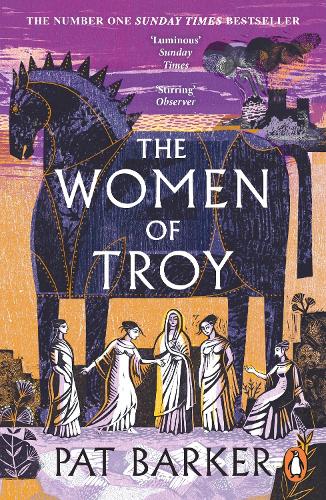 THE NUMBER ONE SUNDAY TIMES BESTSELLER
'Luminous'
Sunday
Times
'Stirring'
Observer
THE
WOMEN
OF
TROY
PAT BARKER